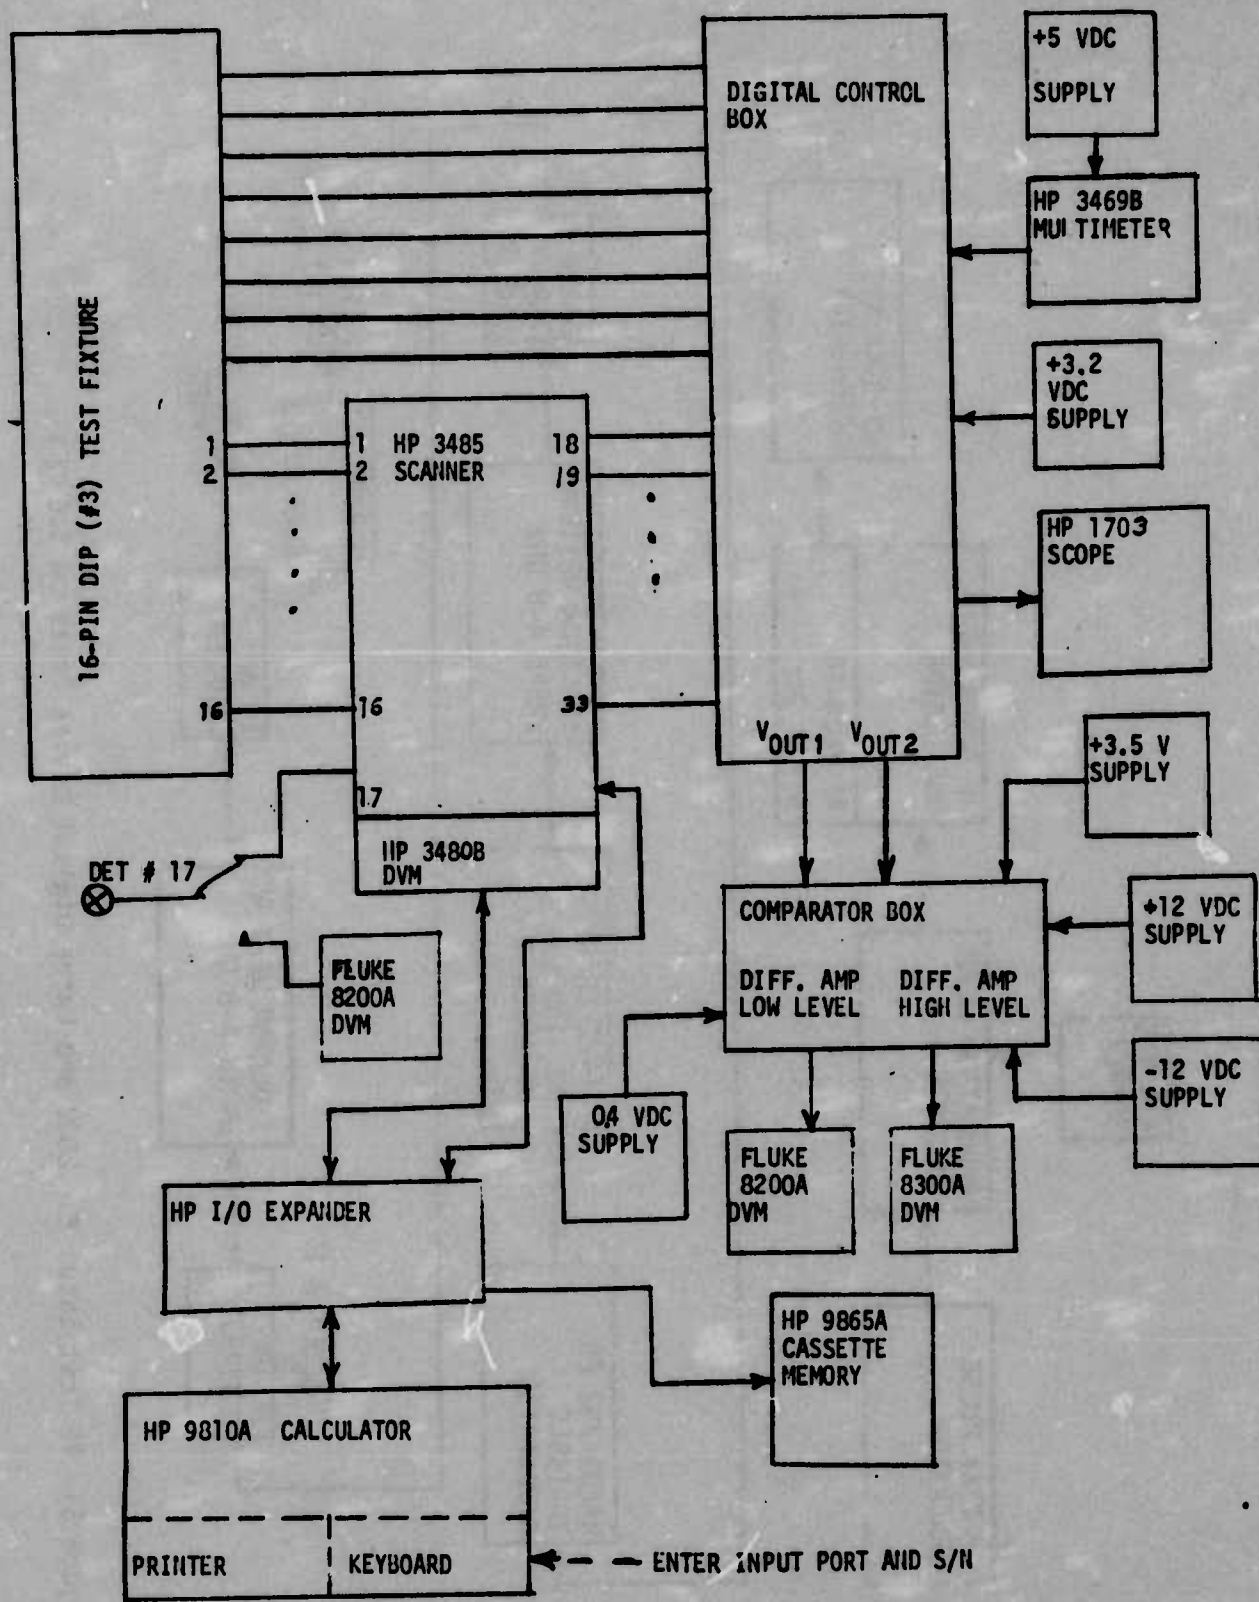 +5 VDC
SUPPLY
DIGITAL CONTROL
BOX
HP 3469B
MULTIMETER
16-PIN DIP (#3) TEST FIXTURE
+3.2
VDC
SUPPLY
1
1
HP 3485
18
2
2
SCANNER
19
HP 1703
SCOPE
16
16
33
VOUT1 VOUT2
+3.5 V
SUPPLY
17
HP 3480B
DVM
DET # 17
COMPARATOR BOX
+12 VDC
SUPPLY
FLUKE
8200A
DVM
DIFF. AMP
LOW LEVEL
DIFF. AMP
HIGH LEVEL
-12 VDC
SUPPLY
0.4 VDC
SUPPLY
FLUKE
8200A
DVM
FLUKE
8300A
DVM
HP I/O EXPANDER
HP 9865A
CASSETTE
MEMORY
HP 9810A CALCULATOR
PRINTER
KEYBOARD
ENTER INPUT PORT AND S/N